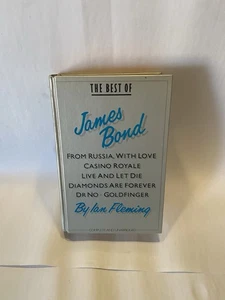 THE BEST OF
James
Bond
FROM RUSSIA, WITH LOVE
CASINO ROYALE
LIVE AND LET DIE
DIAMONDS ARE FOREVER
DR NO · GOLDFINGER
By Ian Fleming